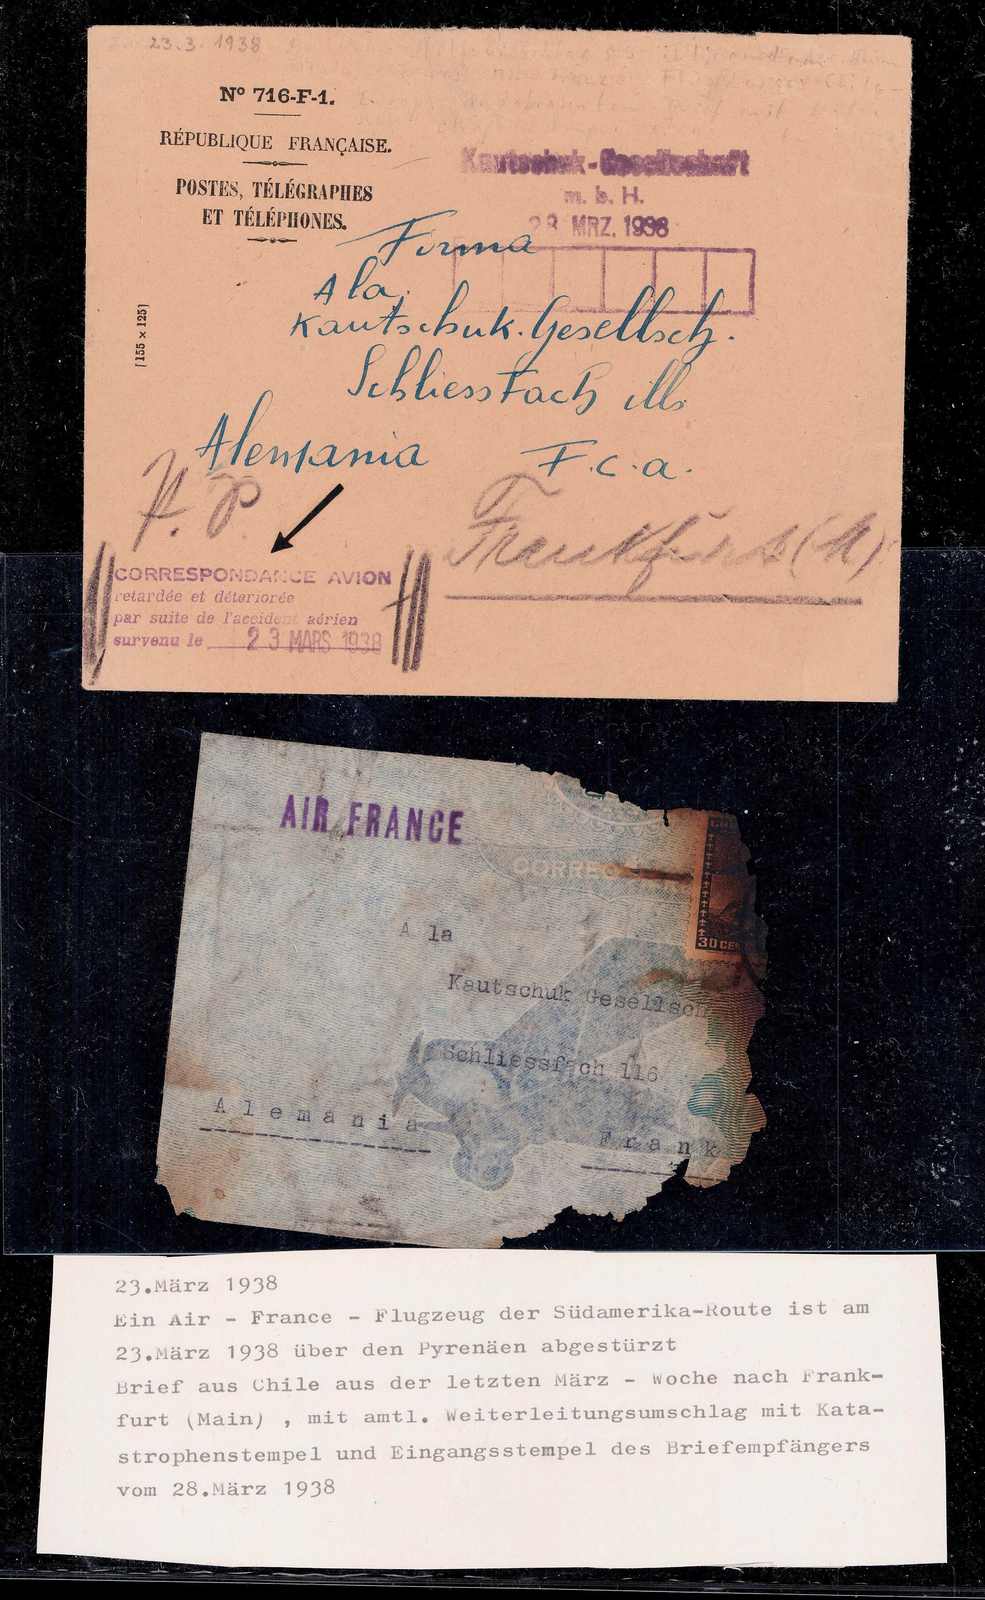 23.3.1938
Nº 716-F-1.
RÉPUBLIQUE FRANÇAISE.
POSTES, TÉLÉGRAPHES
ET TÉLÉPHONES.
[155 × 125]
Kautschuk-Gesellschaft
m. b. H.
28 MRZ. 1938
Firma
A la
Kautschuk. Gesellsch.
Schliessfach
Alemania F.c.a.
Frankfurt (M)
CORRESPONDANCE AVION
retardée et déteriorée
par suite de l'accident aérien
survenu le 23 MARS 1938
AIR FRANCE
CORREO
30 CE
A la
Kautschuk Gesellsch
Schliessfach 116
Alemania
Frank
23.März 1938
Ein Air - France - Flugzeug der Südamerika-Route ist am
23.März 1938 über den Pyrenäen abgestürzt
Brief aus Chile aus der letzten März - Woche nach Frank-
furt (Main) , mit amtl. Weiterleitungsumschlag mit Kata-
strophenstempel und Eingangsstempel des Briefempfängers
vom 28.März 1938